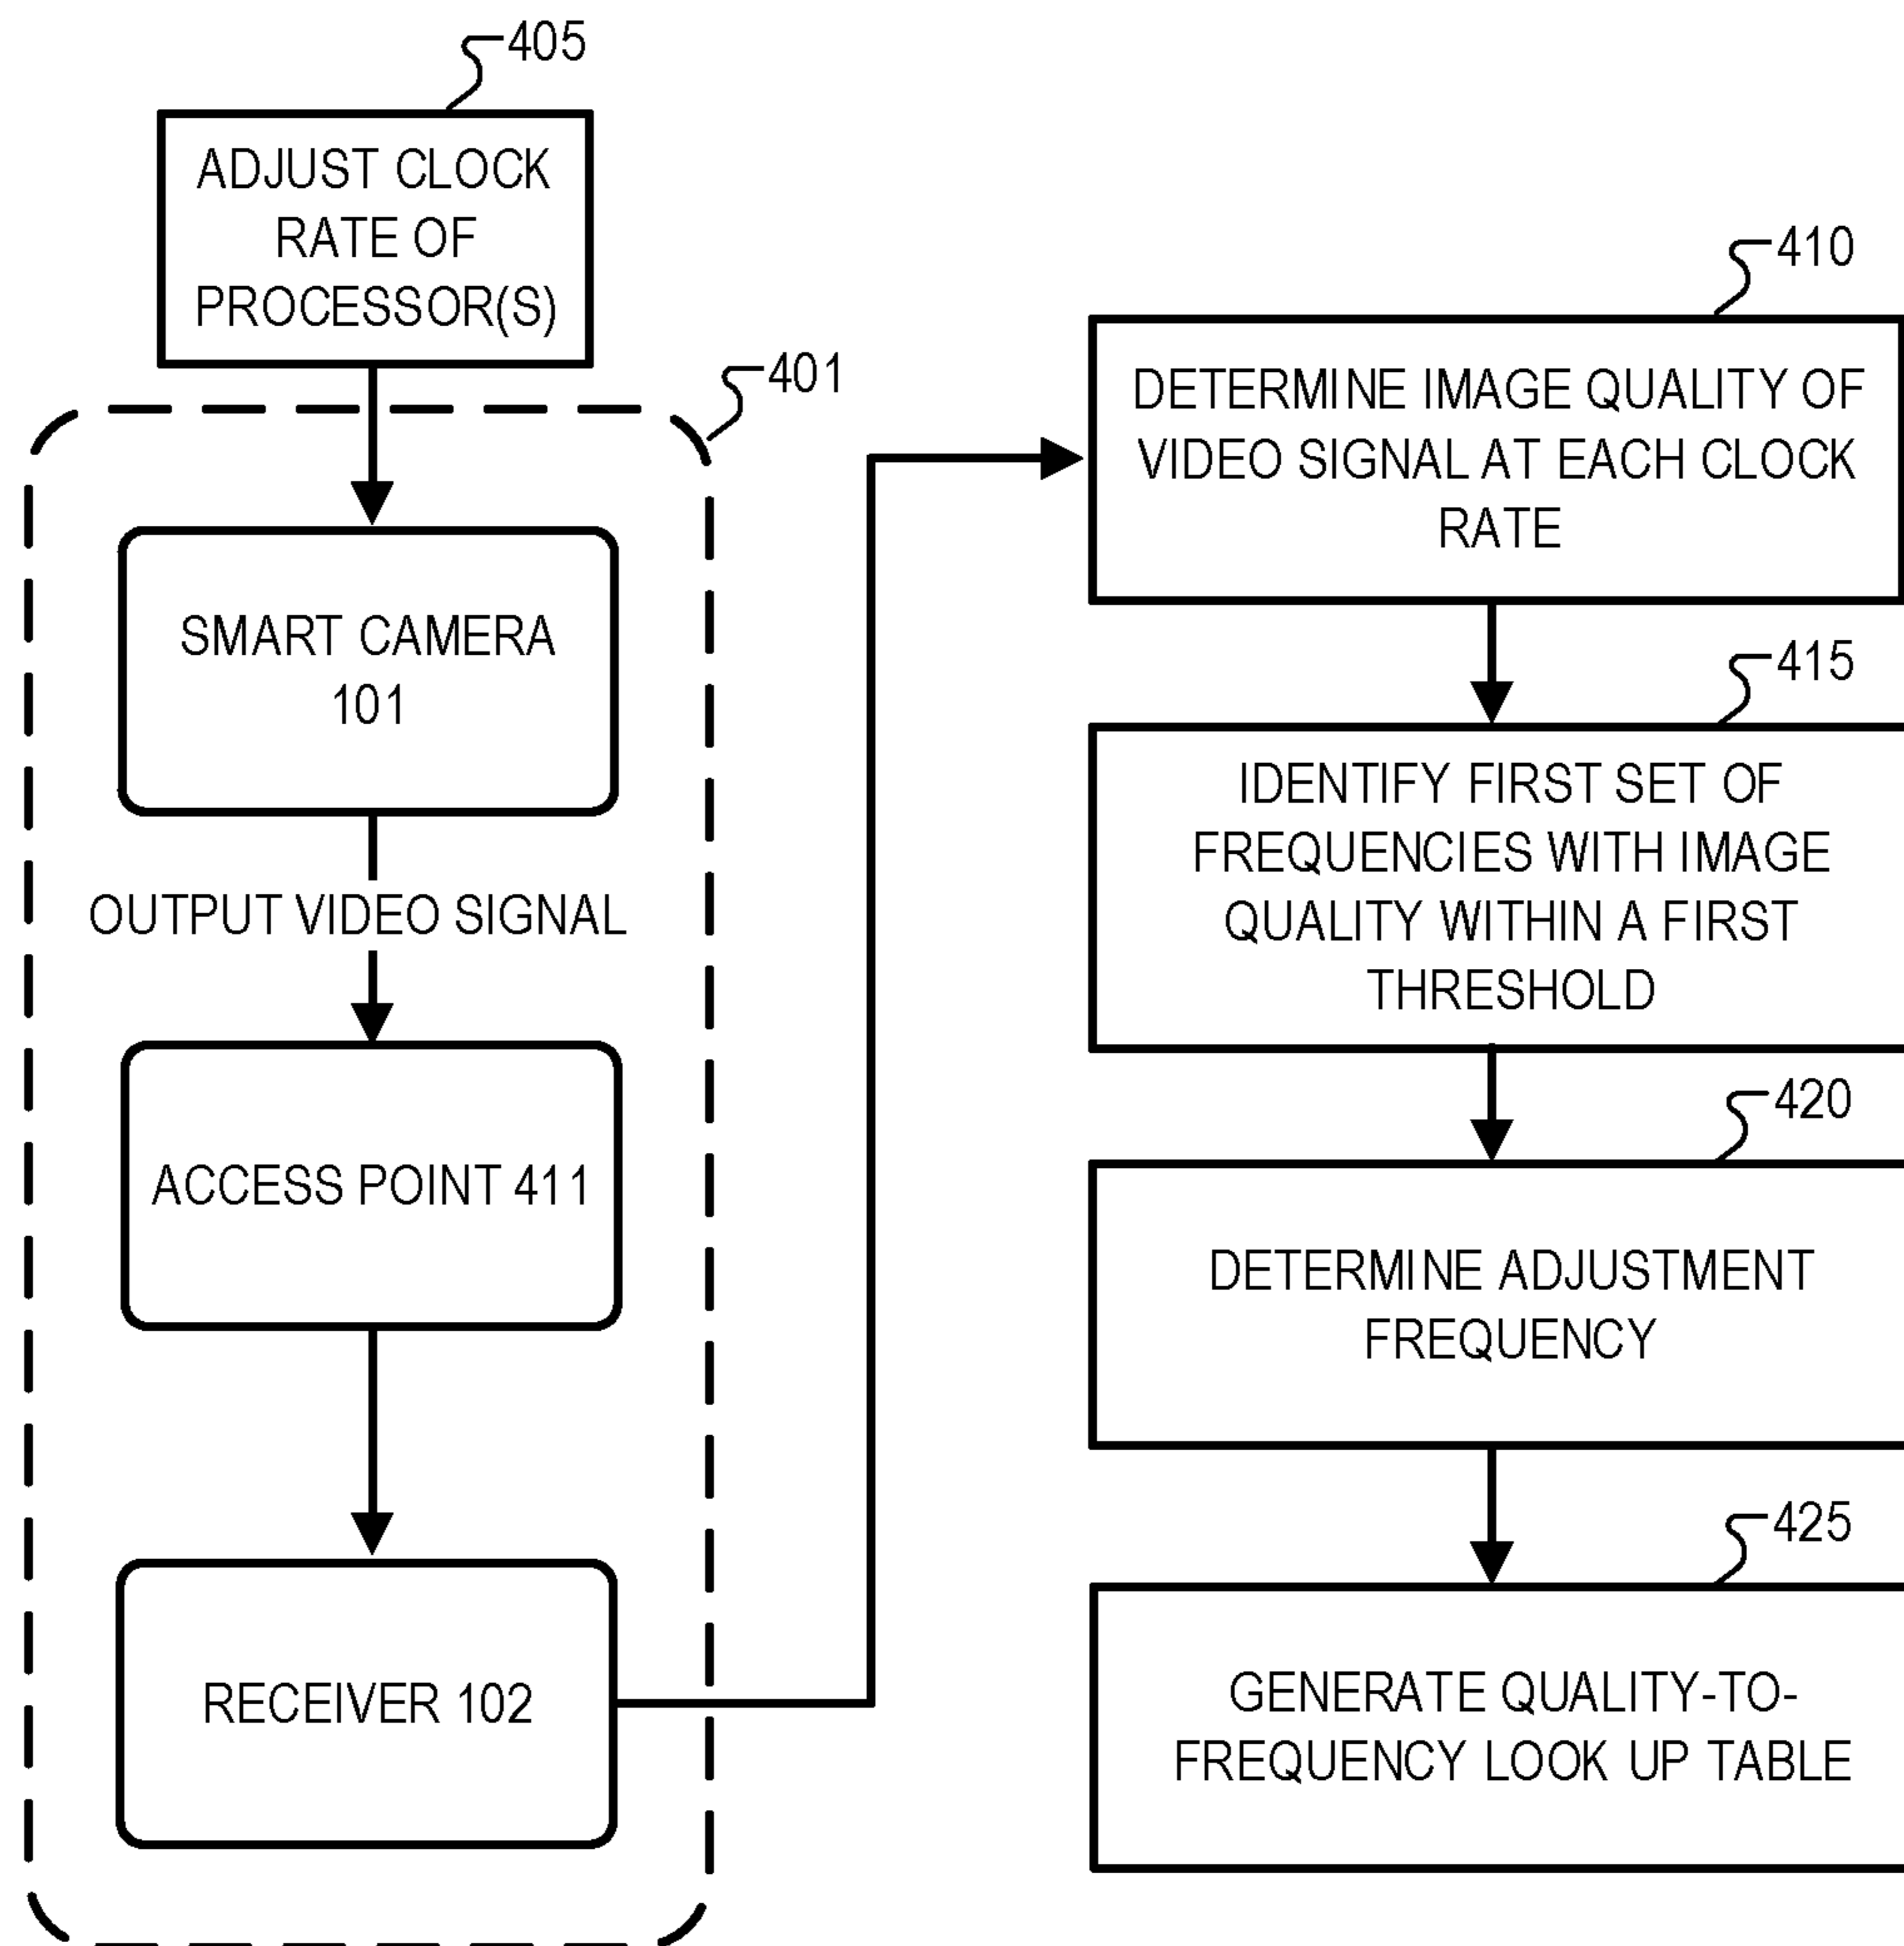 405
ADJUST CLOCK
RATE OF
PROCESSOR(S)
401
SMART CAMERA
101
OUTPUT VIDEO SIGNAL
ACCESS POINT 411
RECEIVER 102
410
DETERMINE IMAGE QUALITY OF
VIDEO SIGNAL AT EACH CLOCK
RATE
415
IDENTIFY FIRST SET OF
FREQUENCIES WITH IMAGE
QUALITY WITHIN A FIRST
THRESHOLD
420
DETERMINE ADJUSTMENT
FREQUENCY
425
GENERATE QUALITY-TO-
FREQUENCY LOOK UP TABLE